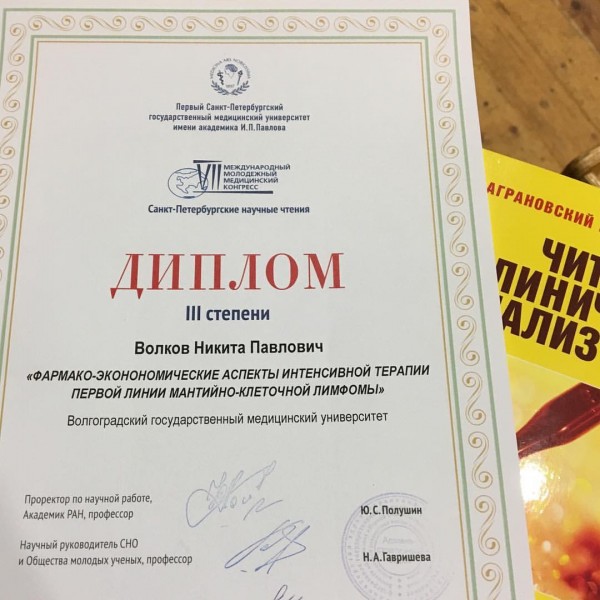 Первый Санкт-Петербургский
государственный медицинский университет
имени академика И.П.Павлова
VII
МЕЖДУНАРОДНЫЙ
МОЛОДЕЖНЫЙ
МЕДИЦИНСКИЙ
КОНГРЕСС
Санкт-Петербургские научные чтения
ДИПЛОМ
III степени
Волков Никита Павлович
«ФАРМАКО-ЭКОНОНОМИЧЕСКИЕ АСПЕКТЫ ИНТЕНСИВНОЙ ТЕРАПИИ
ПЕРВОЙ ЛИНИИ МАНТИЙНО-КЛЕТОЧНОЙ ЛИМФОМЫ»
Волгоградский государственный медицинский университет
Проректор по научной работе,
Академик РАН, профессор
Ю.С.Полушин
Научный руководитель СНО
и Общества молодых ученых, профессор
Н.А.Гавришева
АГРАНОВСКИЙ
ЧИТ
ЛИНИЧ
АЛИЗ